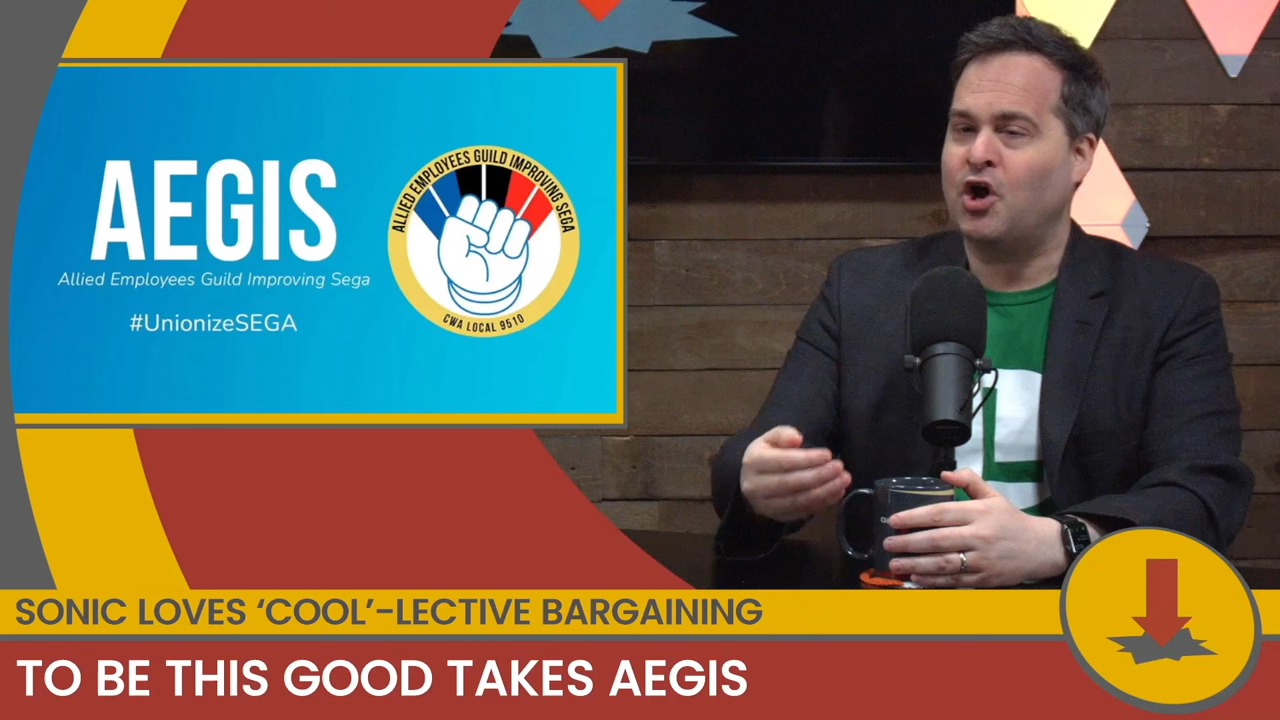 AEGIS
Allied Employees Guild Improving Sega
#UnionizeSEGA
ALLIED EMPLOYEES GUILD IMPROVING SEGA
CWA LOCAL 9510
L
SONIC LOVES ‘COOL’-LECTIVE BARGAINING
TO BE THIS GOOD TAKES AEGIS